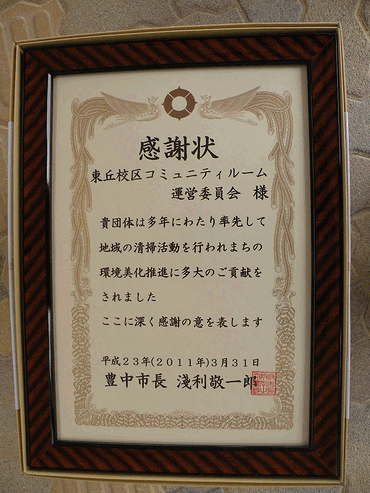 感謝状
東丘校区コミュニティルーム
運営委員会 様
貴団体は多年にわたり率先して
地域の清掃活動を行われまちの
環境美化推進に多大のご貢献を
されました
ここに深く感謝の意を表します
平成23年(2011年)3月31日
豊中市長 淺利敬一郎